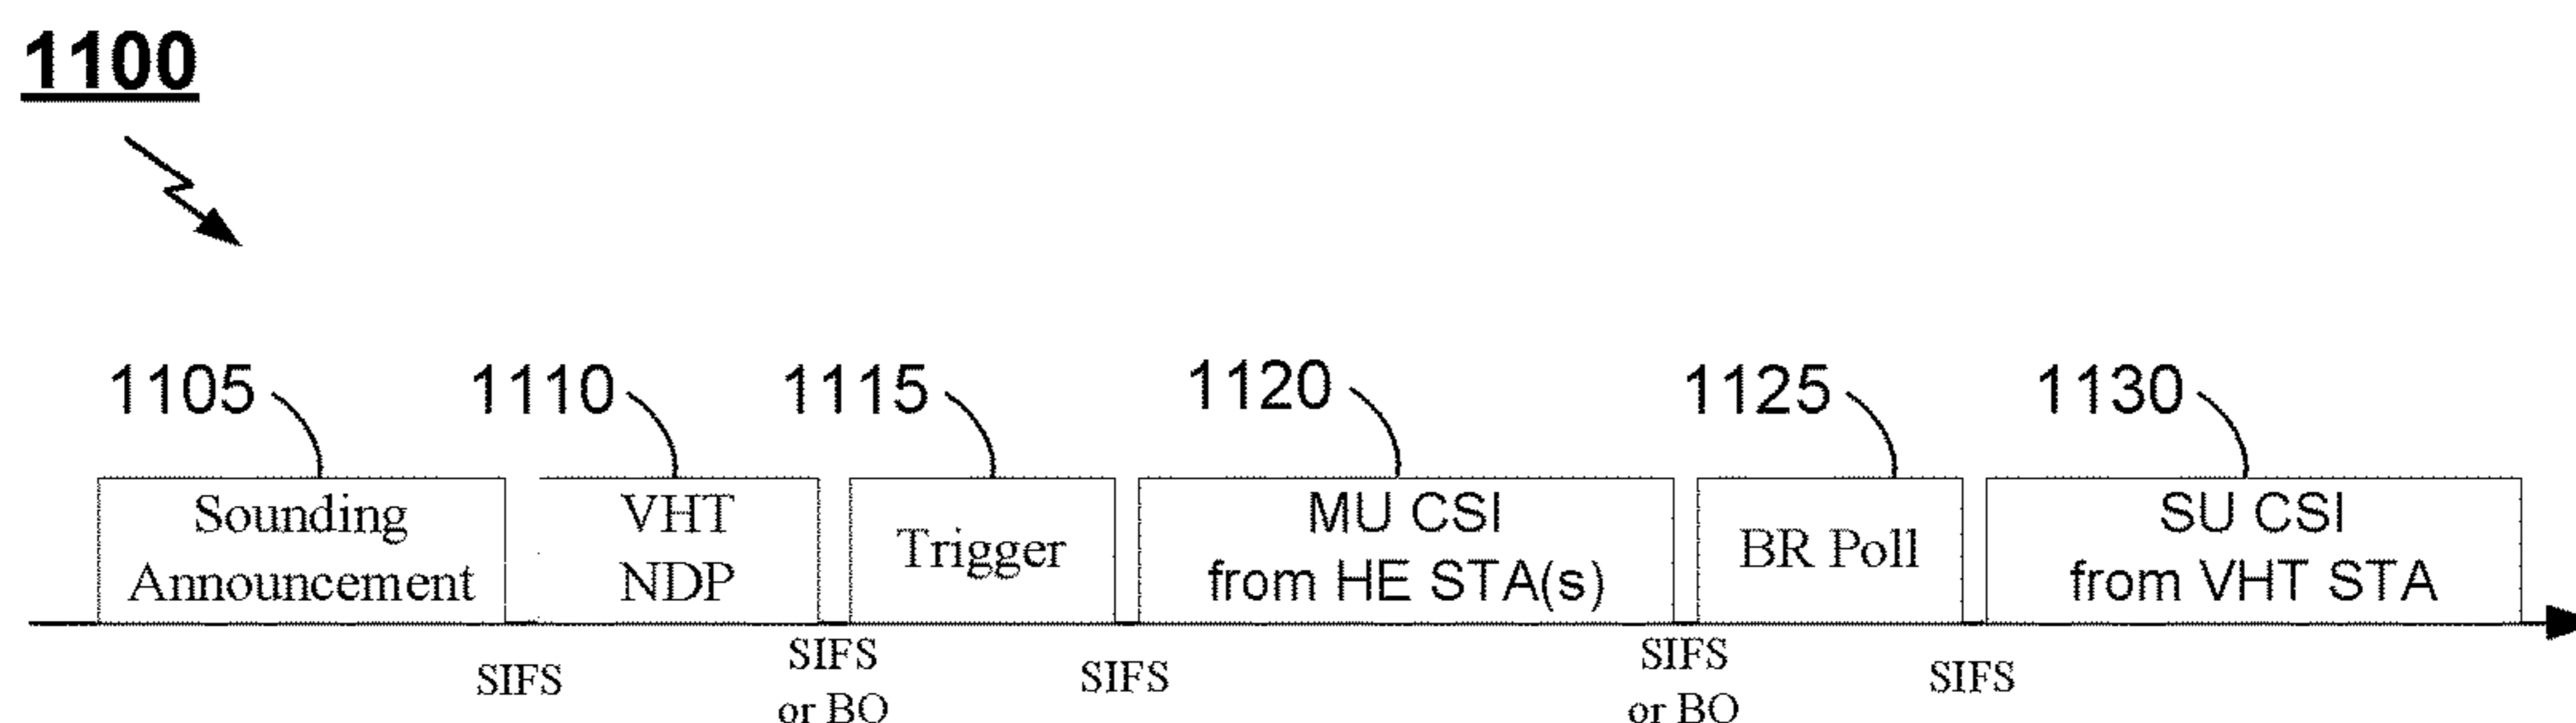 1100
1105 1110 1115 1120 1125 1130
Sounding
Announcement
VHT
NDP
Trigger
MU CSI
from HE STA(s)
BR Poll
SU CSI
from VHT STA
SIFS
SIFS
or BO
SIFS
SIFS
or BO
SIFS